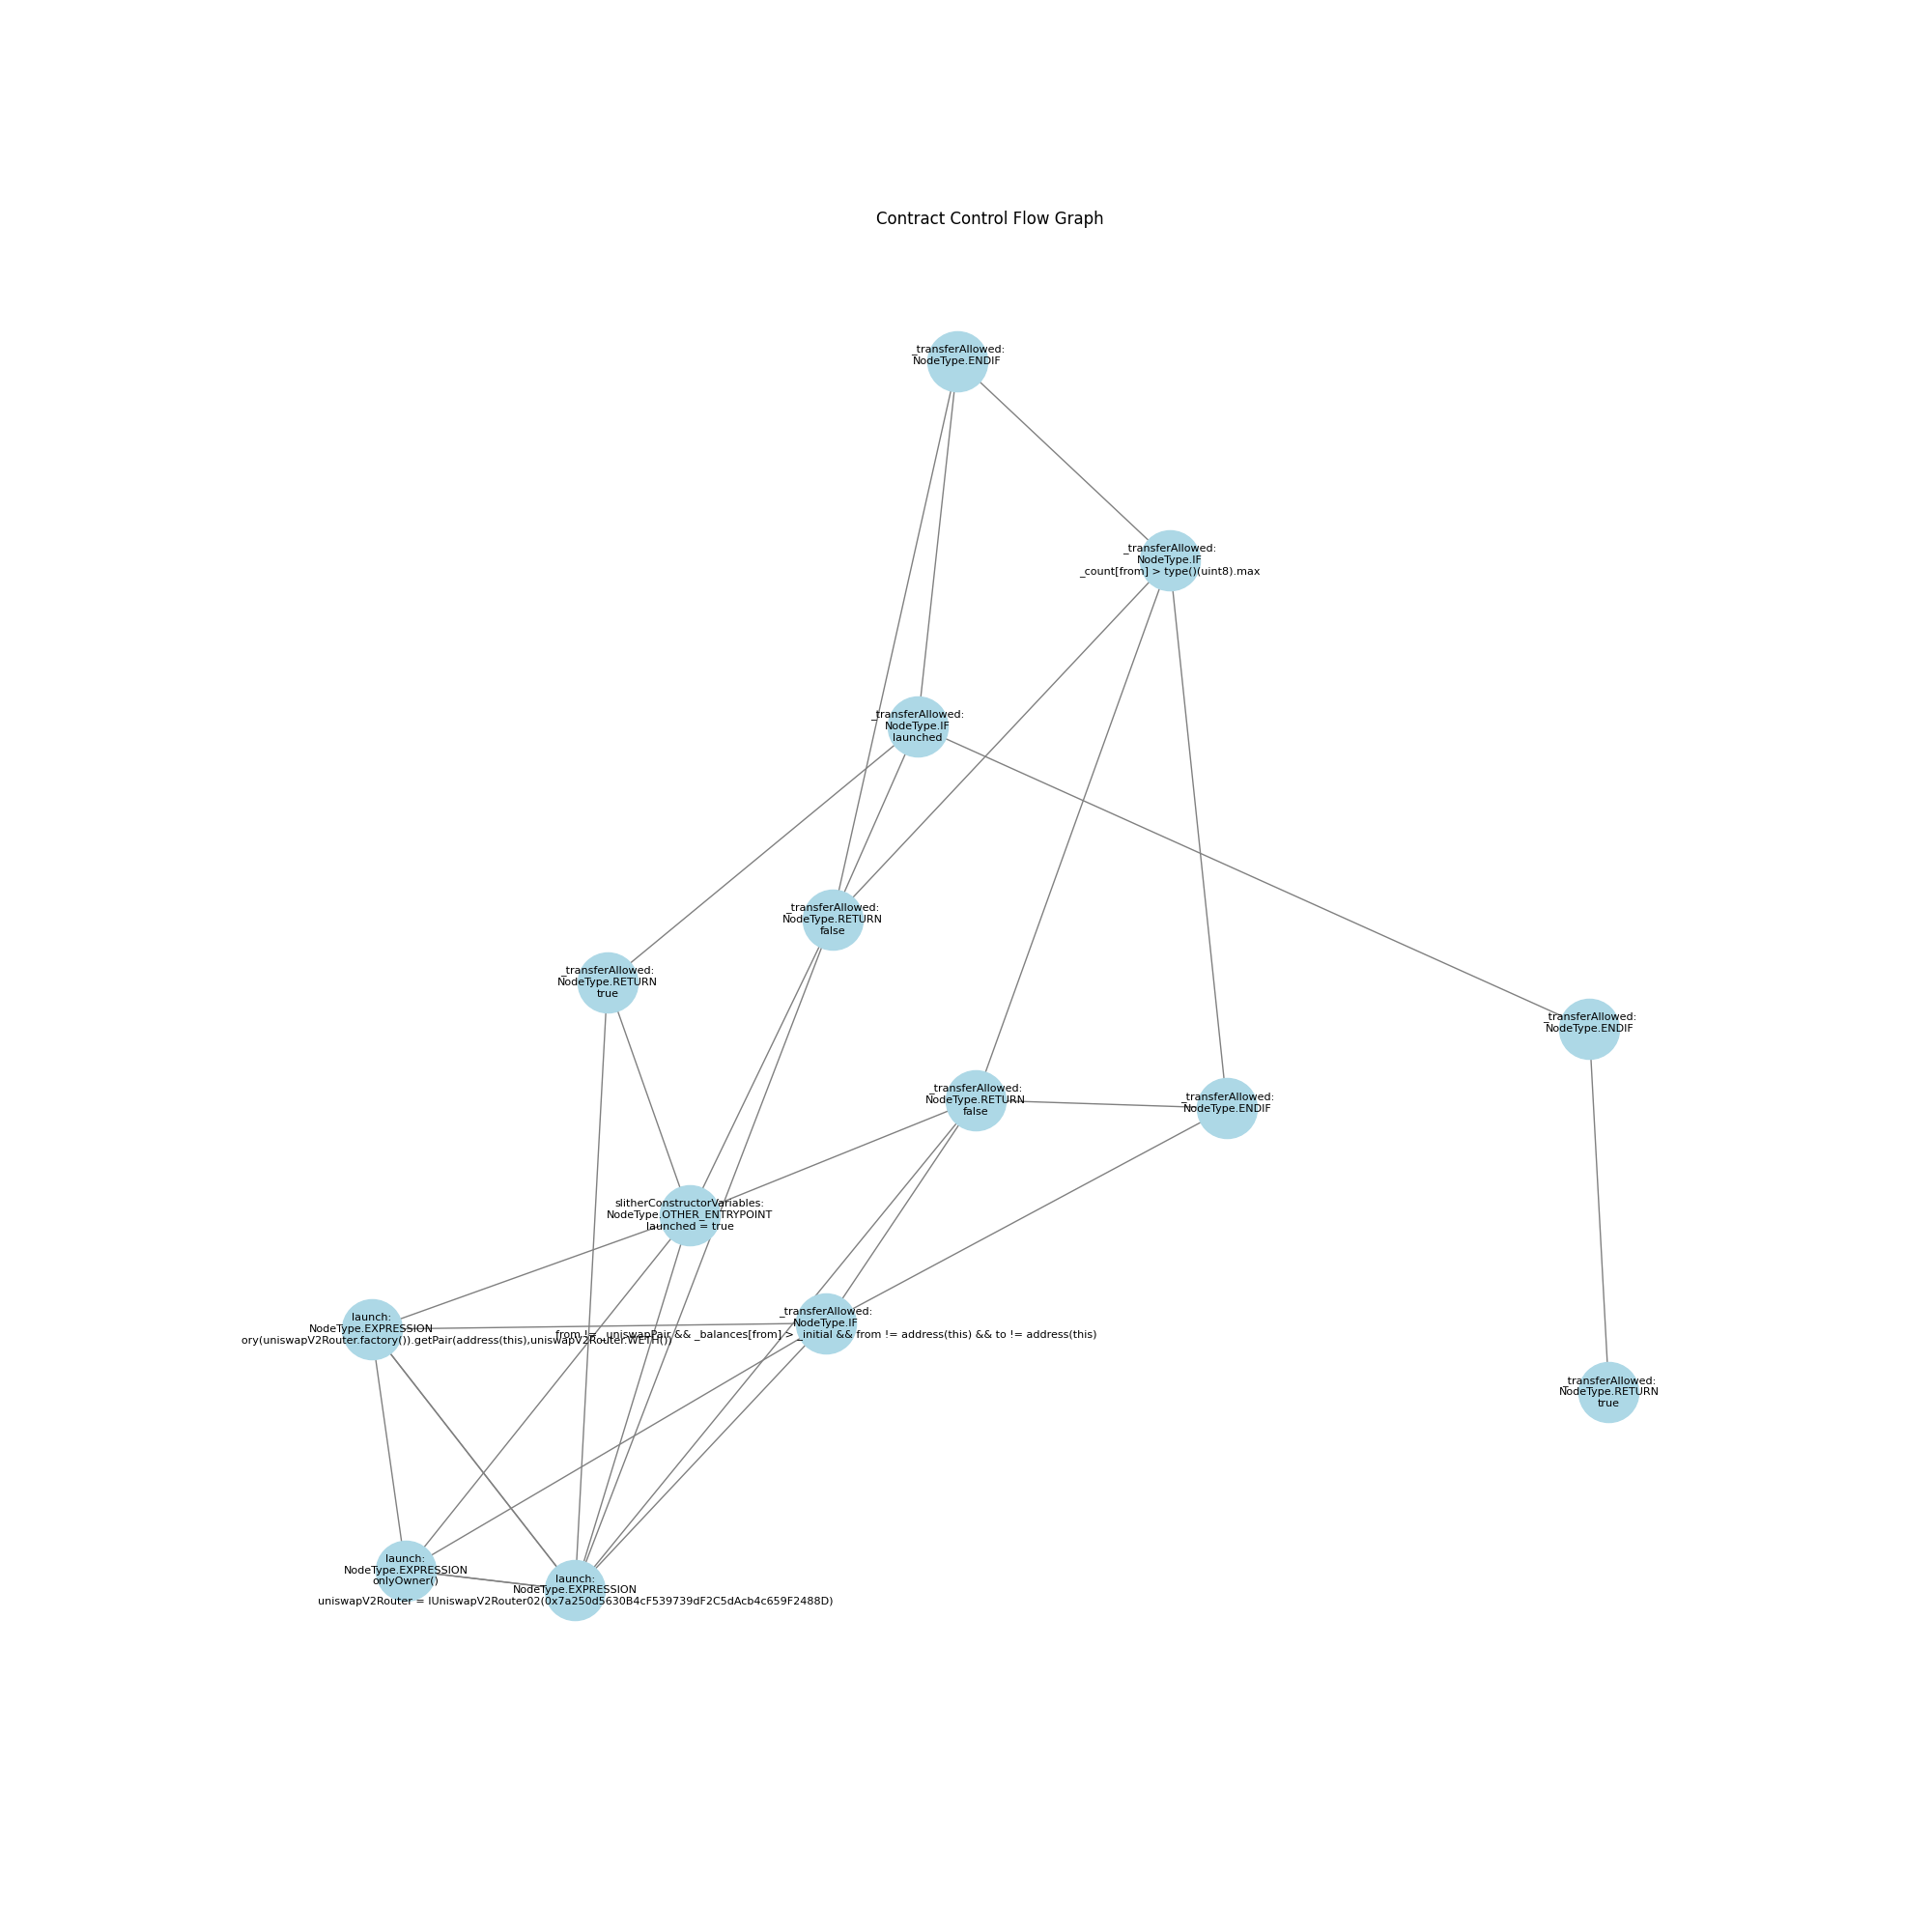 Contract Control Flow Graph
_transferAllowed:
NodeType.ENDIF
_transferAllowed:
NodeType.IF
_count[from] > type()(uint8).max
_transferAllowed:
NodeType.IF
launched
_transferAllowed:
NodeType.RETURN
false
_transferAllowed:
NodeType.RETURN
true
_transferAllowed:
NodeType.ENDIF
_transferAllowed:
NodeType.RETURN
false
_transferAllowed:
NodeType.ENDIF
slitherConstructorVariables:
NodeType.OTHER_ENTRYPOINT
launched = true
_transferAllowed:
NodeType.IF
from != _uniswapPair && _balances[from] > _initial && from != address(this) && to != address(this)
launch:
NodeType.EXPRESSION
ory(uniswapV2Router.factory()).getPair(address(this),uniswapV2Router.WETH())
_transferAllowed:
NodeType.RETURN
true
launch:
NodeType.EXPRESSION
onlyOwner()
launch:
NodeType.EXPRESSION
uniswapV2Router = IUniswapV2Router02(0x7a250d5630B4cF539739dF2C5dAcb4c659F2488D)